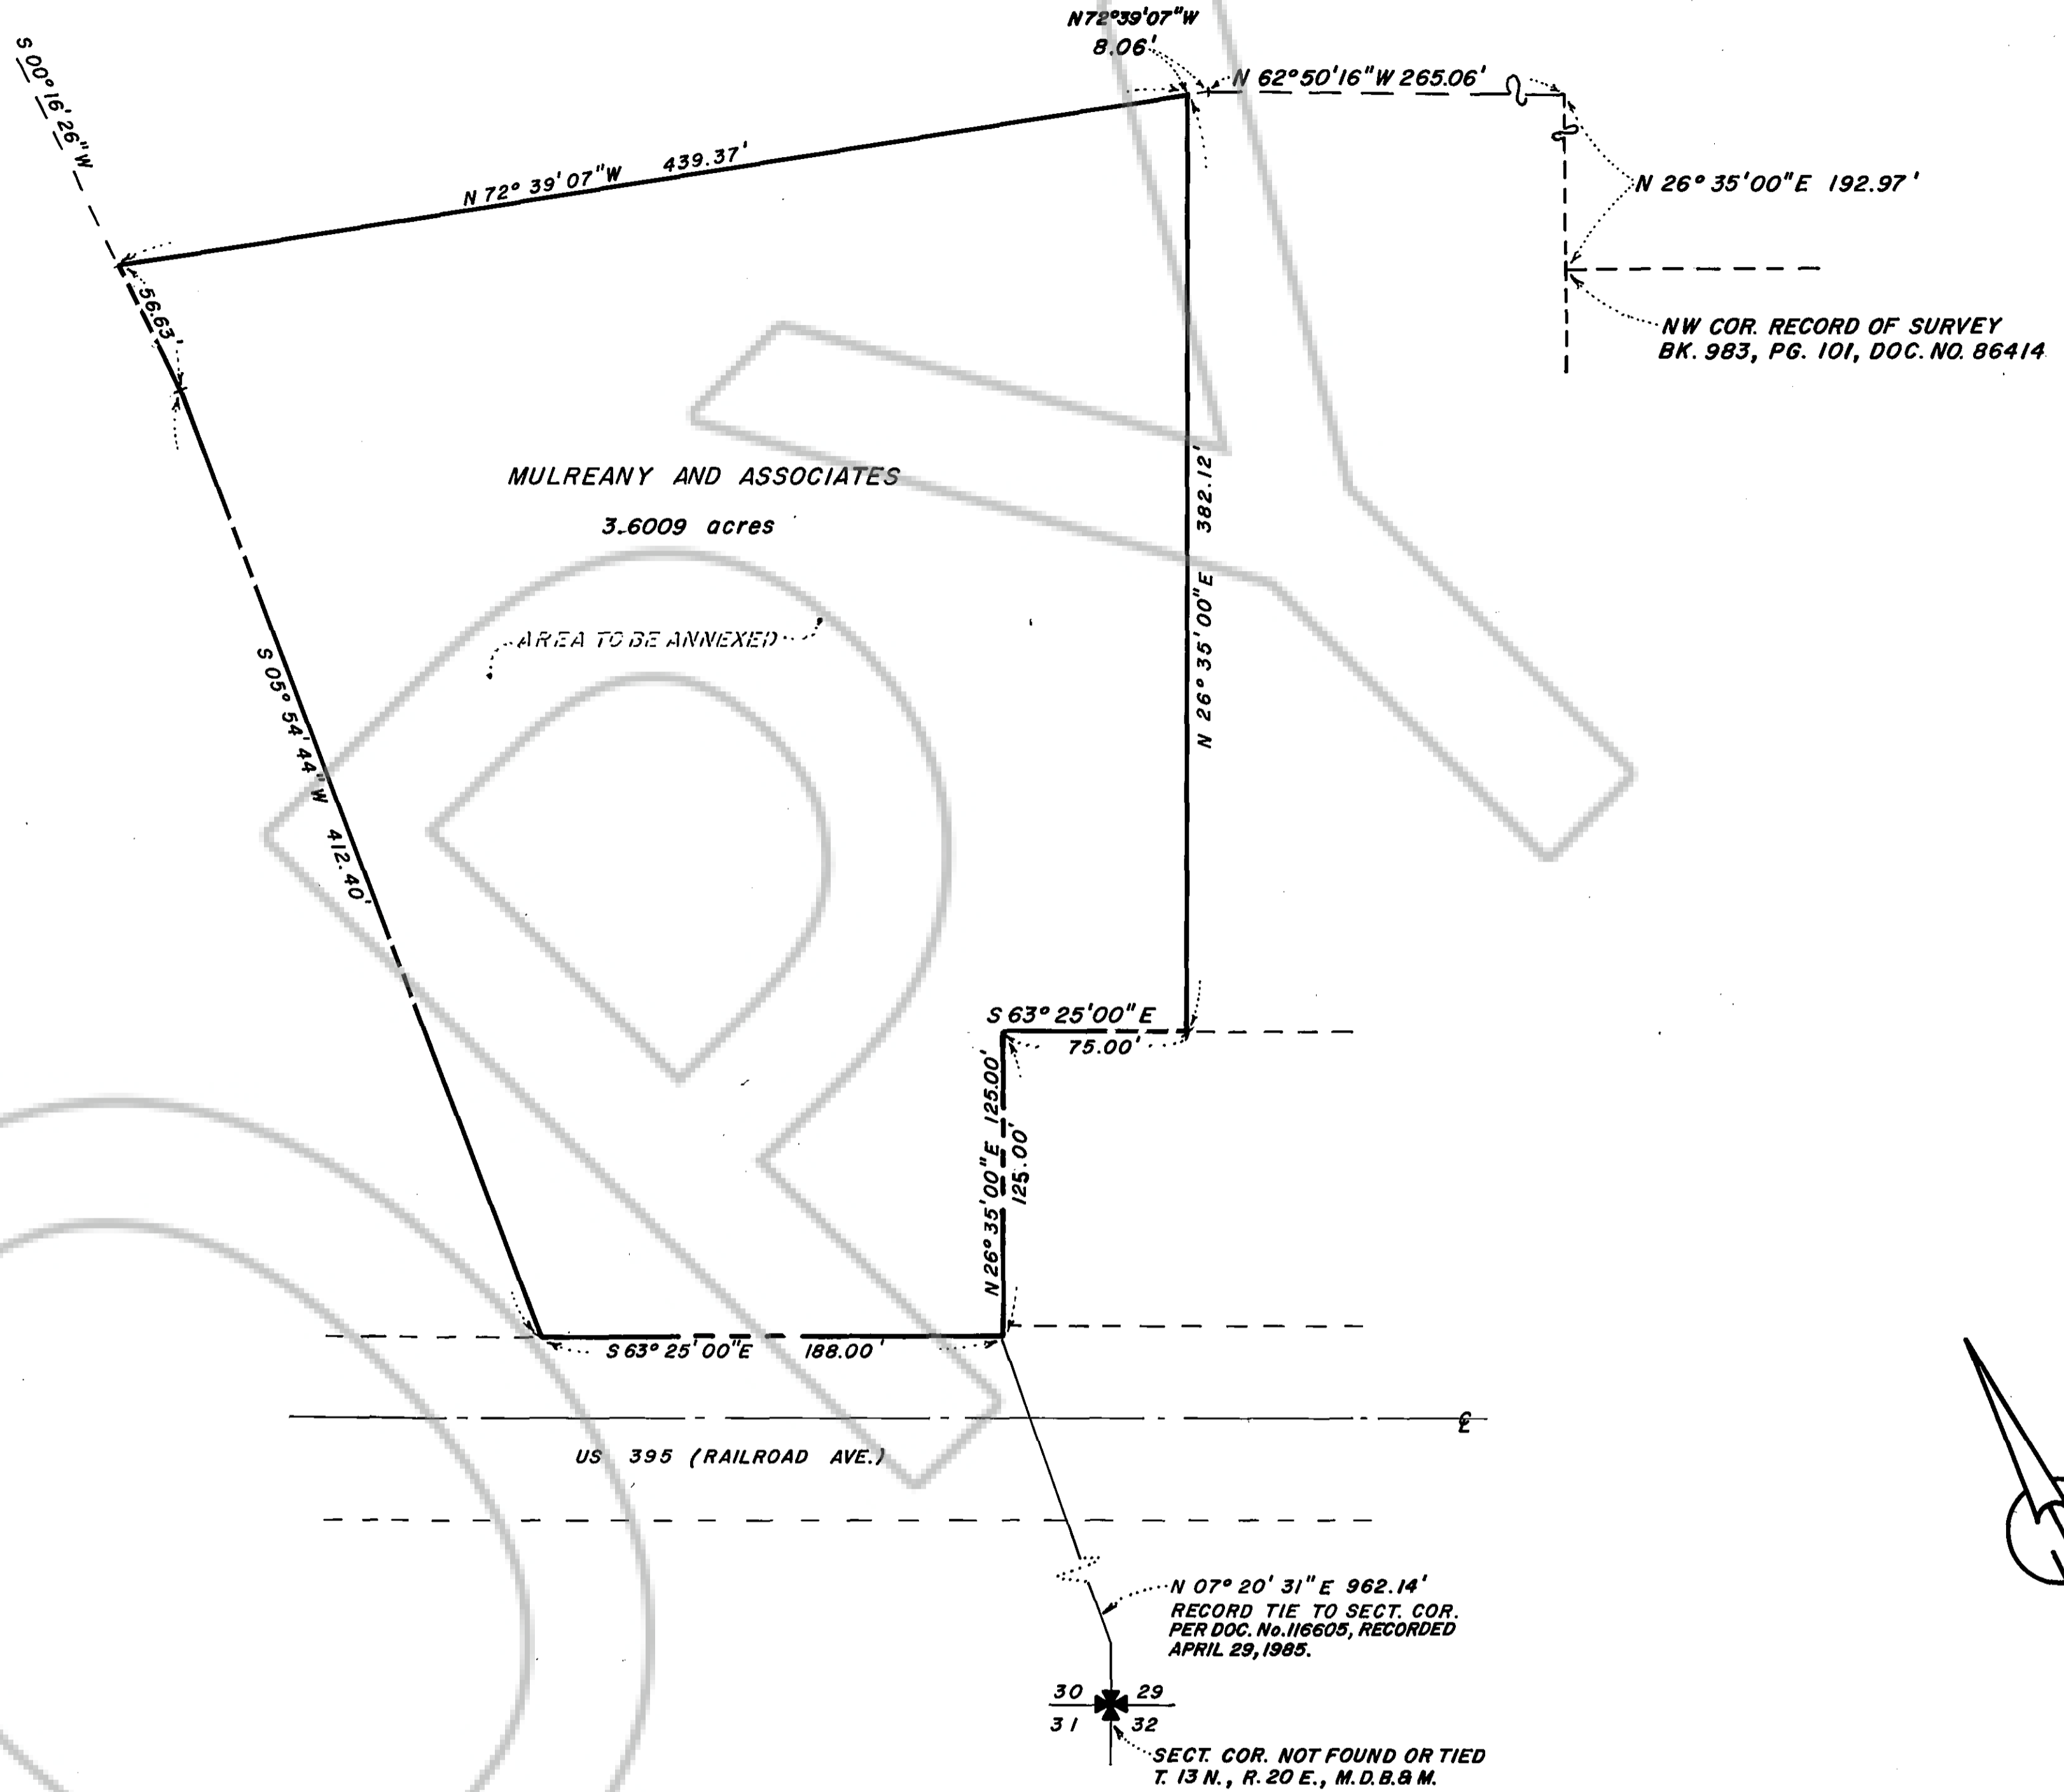 N72°39'07"W
8.06'
N 62°50'16"W 265.06'
S 00°16'26"W
N 72° 39'07"W 439.37'
N 26°35'00"E 192.97'
56.63'
NW COR. RECORD OF SURVEY
BK. 983, PG. 101, DOC. NO. 86414
MULREANY AND ASSOCIATES
3.6009 acres
N 26° 35'00"E 382.12'
AREA TO BE ANNEXED
S 05° 54' 44" W 412.40'
S 63° 25'00" E
75.00'
N 26° 35'00"E 125.00'
125.00'
S 63° 25'00"E 188.00'
℄
US 395 (RAILROAD AVE.)
N 07° 20' 31" E 962.14'
RECORD TIE TO SECT. COR.
PER DOC. No. 116605, RECORDED
APRIL 29, 1985.
30 29
31 32
SECT. COR. NOT FOUND OR TIED
T. 13 N., R. 20 E., M.D.B.& M.